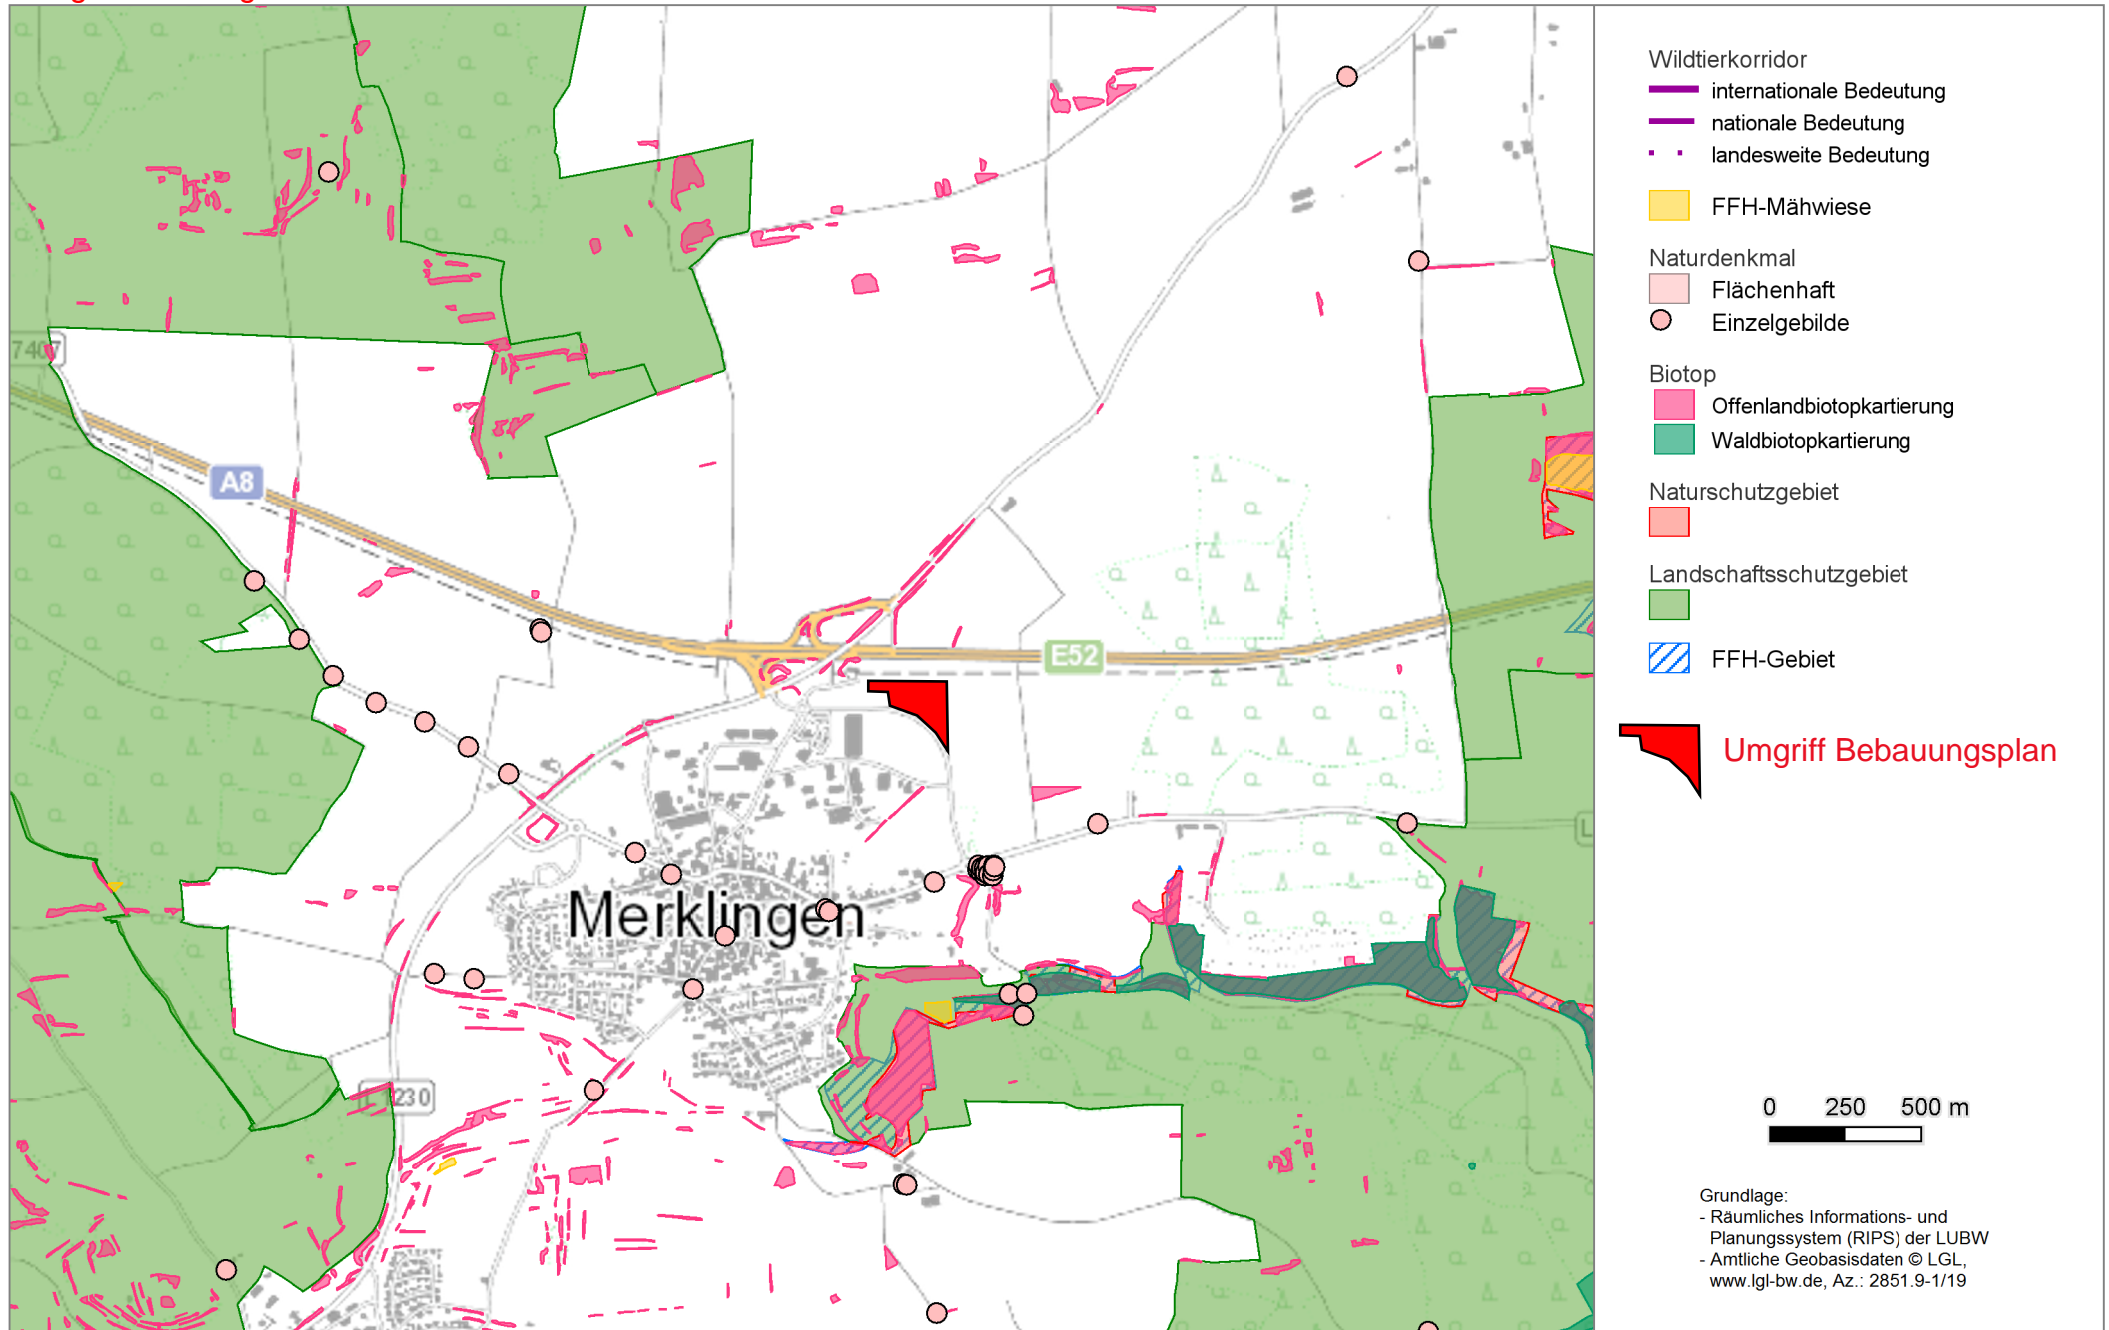 7407
A8
E52
Merklingen
L 1230
L
Wildtierkorridor
internationale Bedeutung
nationale Bedeutung
landesweite Bedeutung
FFH-Mähwiese
Naturdenkmal
Flächenhaft
Einzelgebilde
Biotop
Offenlandbiotopkartierung
Waldbiotopkartierung
Naturschutzgebiet
Landschaftsschutzgebiet
FFH-Gebiet
Umgriff Bebauungsplan
0 250 500 m
Grundlage:
- Räumliches Informations- und
Planungssystem (RIPS) der LUBW
- Amtliche Geobasisdaten © LGL,
www.lgl-bw.de, Az.: 2851.9-1/19